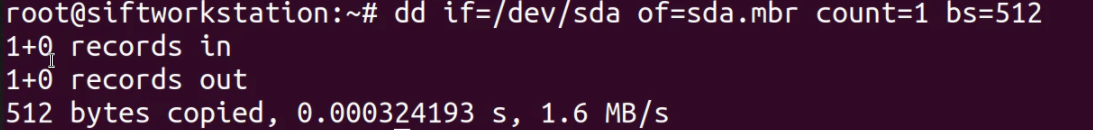 root@siftworkstation:~# dd if=/dev/sda of=sda.mbr count=1 bs=512
1+0 records in
1+0 records out
512 bytes copied, 0.000324193 s, 1.6 MB/s